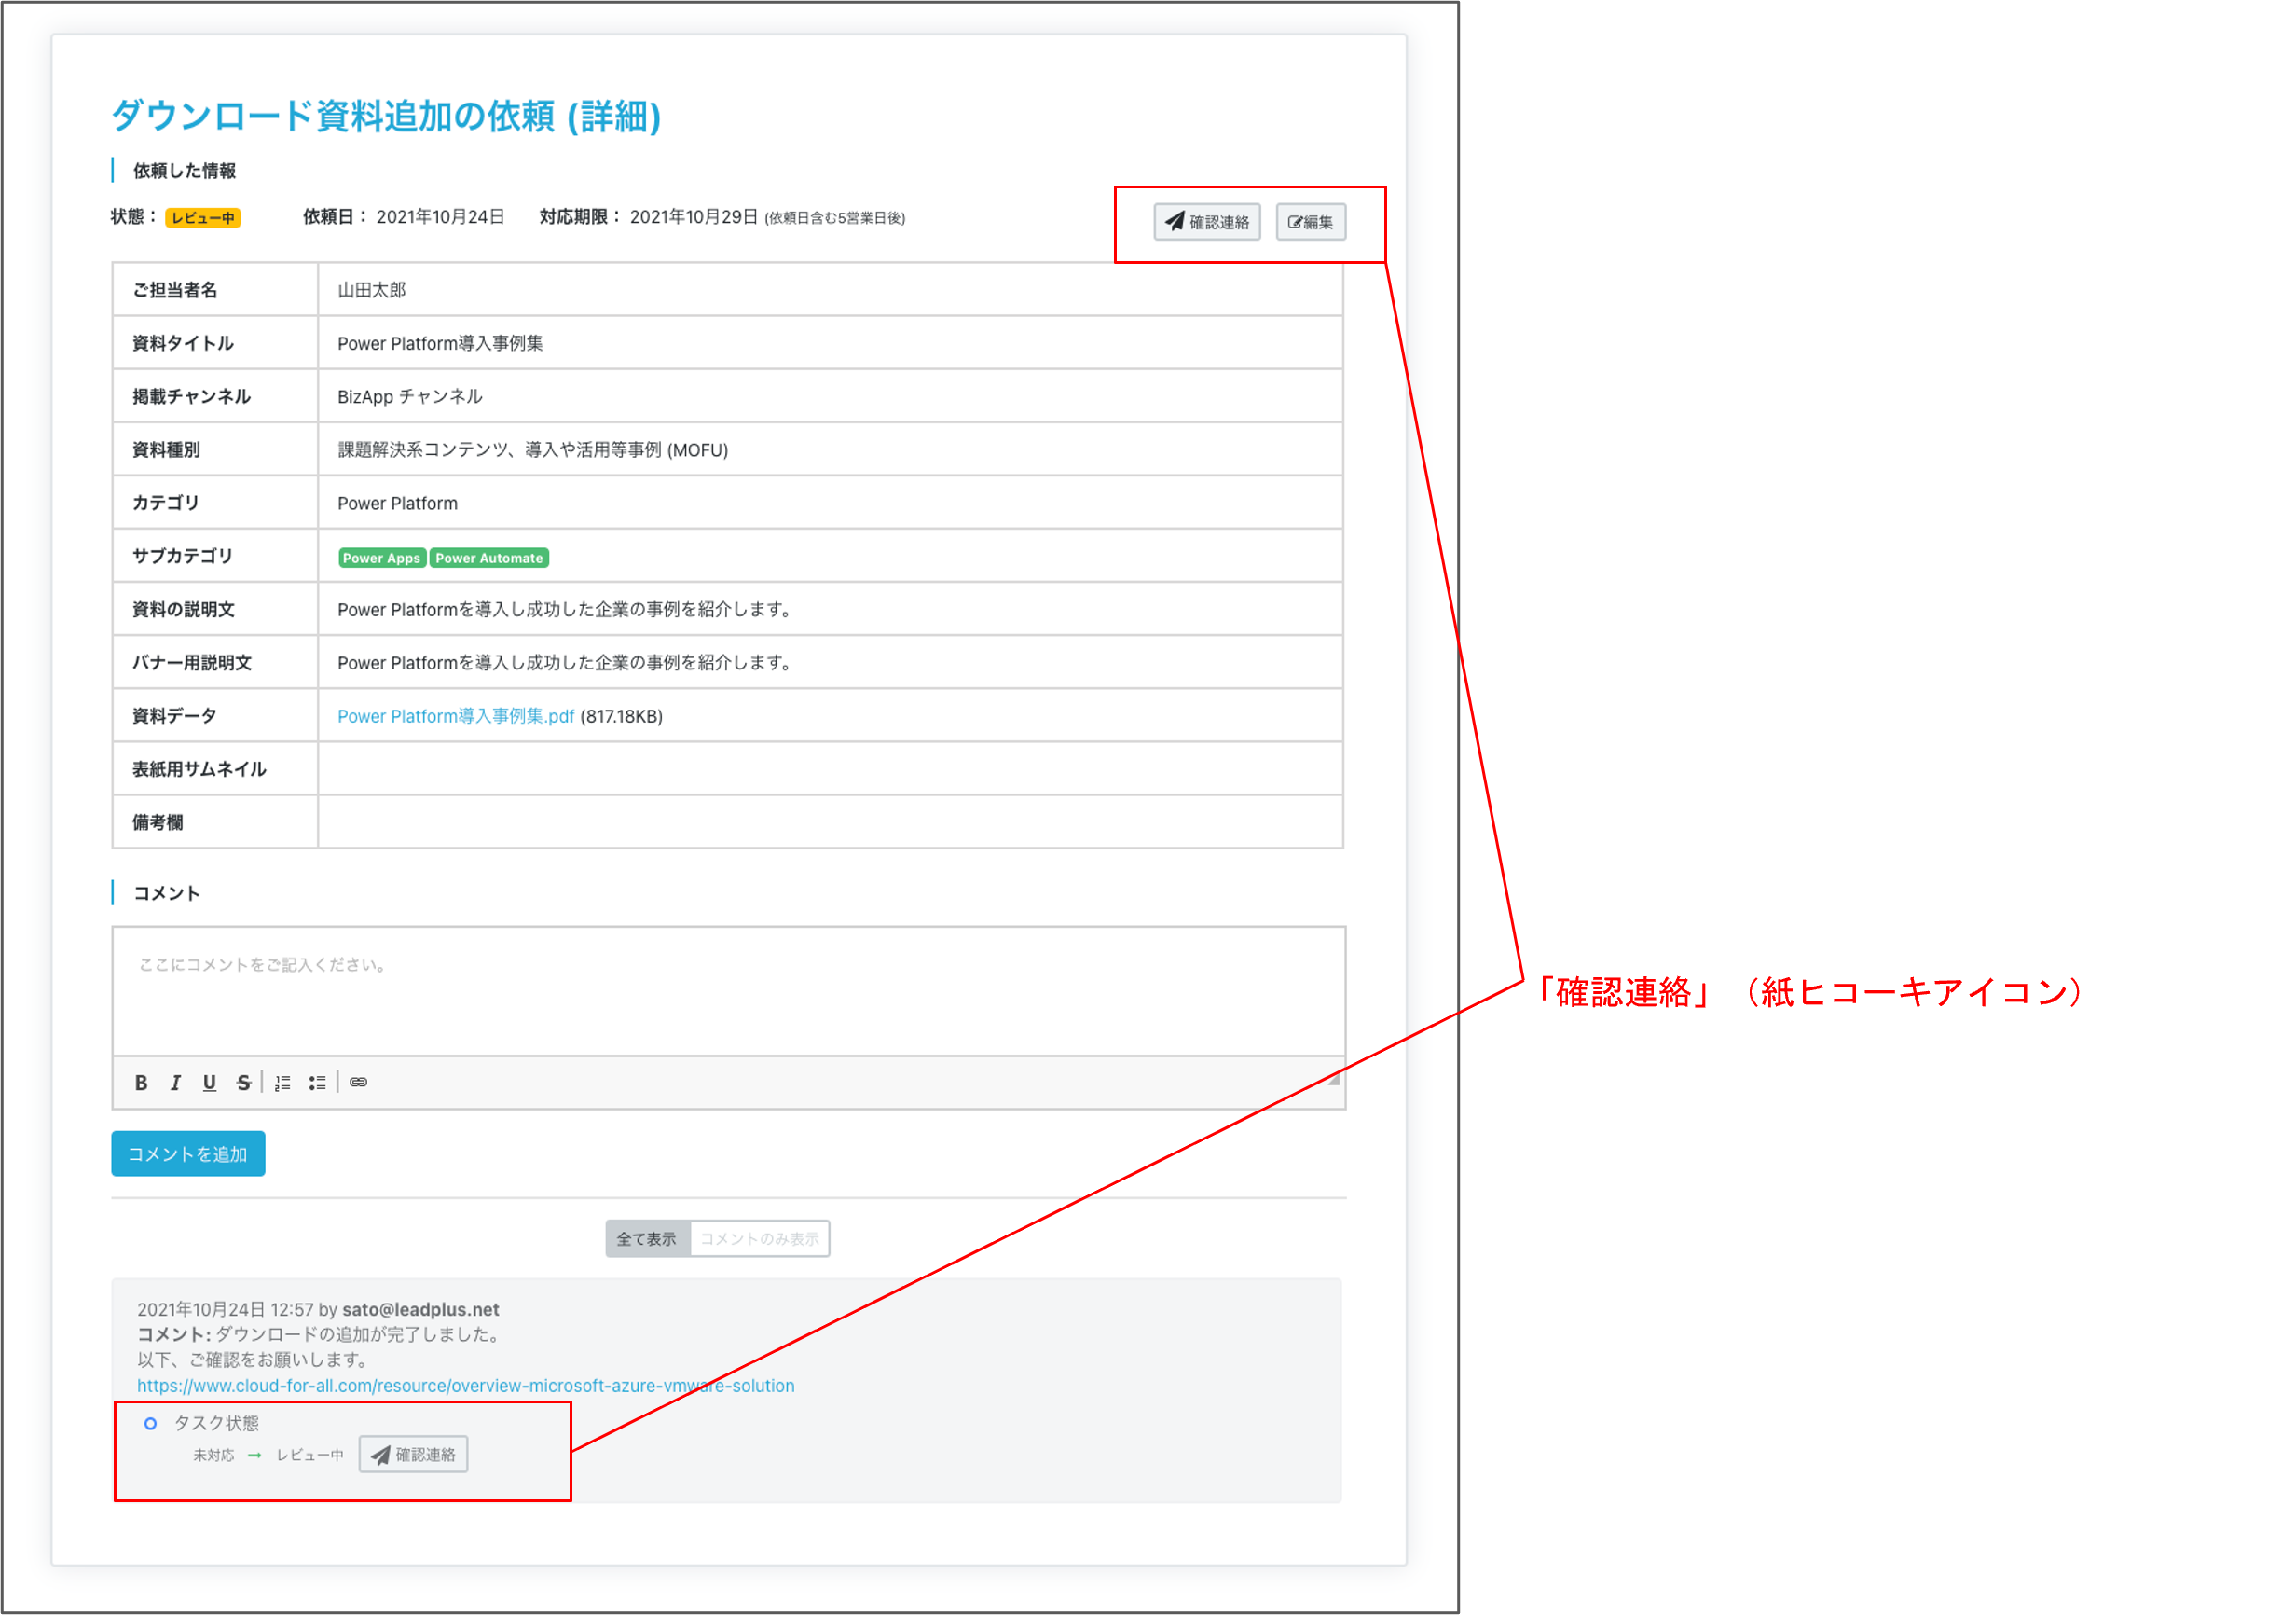 ダウンロード資料追加の依頼 (詳細)
依頼した情報
状態： レビュー中 依頼日： 2021年10月24日 対応期限： 2021年10月29日 (依頼日含む5営業日後)
確認連絡 編集
ご担当者名 山田太郎
資料タイトル Power Platform導入事例集
掲載チャンネル BizApp チャンネル
資料種別 課題解決系コンテンツ、導入や活用等事例 (MOFU)
カテゴリ Power Platform
サブカテゴリ Power Apps Power Automate
資料の説明文 Power Platformを導入し成功した企業の事例を紹介します。
バナー用説明文 Power Platformを導入し成功した企業の事例を紹介します。
資料データ Power Platform導入事例集.pdf (817.18KB)
表紙用サムネイル
備考欄
コメント
ここにコメントをご記入ください。
B I U S
コメントを追加
全て表示 コメントのみ表示
2021年10月24日 12:57 by sato@leadplus.net
コメント: ダウンロードの追加が完了しました。
以下、ご確認をお願いします。
https://www.cloud-for-all.com/resource/overview-microsoft-azure-vmware-solution
タスク状態
未対応 → レビュー中 確認連絡
「確認連絡」（紙ヒコーキアイコン）